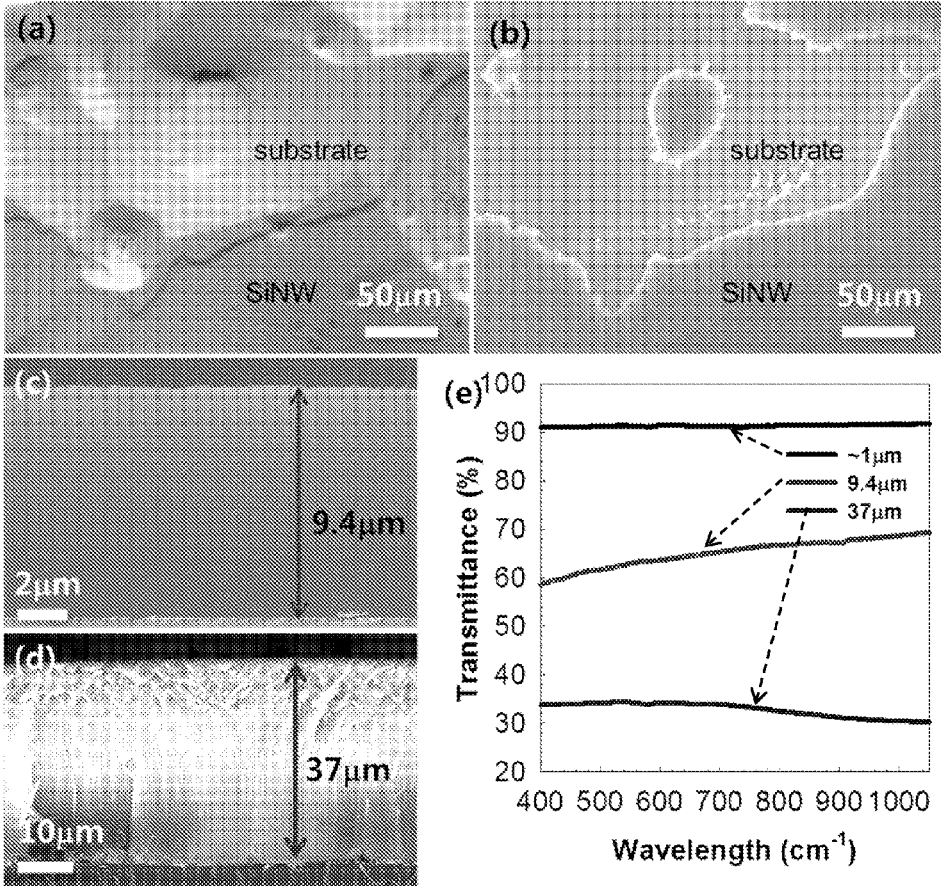 (a)
substrate
SiNW
50μm
(b)
substrate
SiNW
50μm
(c)
9.4μm
2μm
(d)
37μm
10μm
(e)
100
90
80
70
60
50
40
30
20
Transmittance (%)
~1μm
9.4μm
37μm
400 500 600 700 800 900 1000
Wavelength (cm⁻¹)